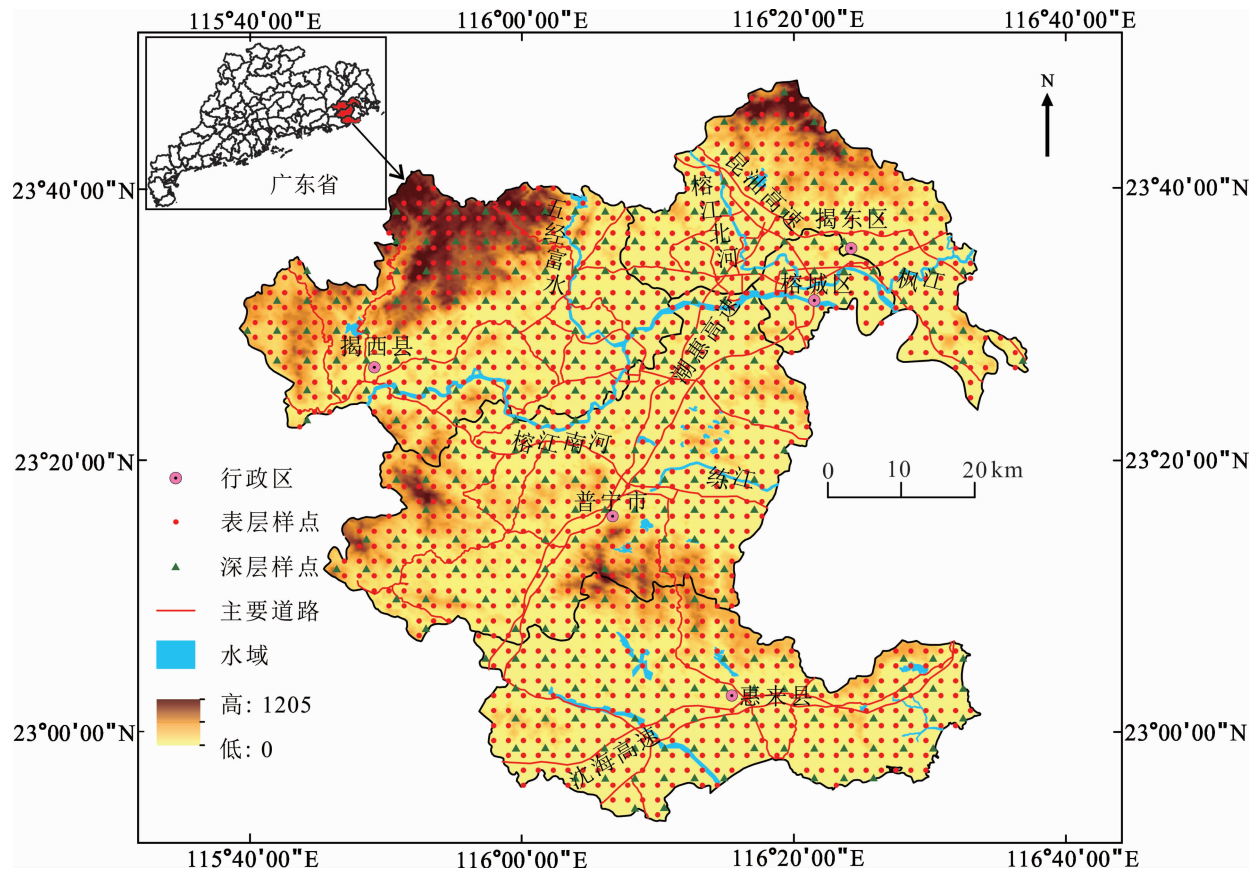 115°40′00″E
116°00′00″E
116°20′00″E
116°40′00″E
广东省
N
23°40′00″N
23°40′00″N
昆汕高速
榕江北河
揭东区
五经富水
榕城区
枫江
潮惠高速
揭西县
榕江南河
23°20′00″N
23°20′00″N
练江
0 10 20 km
普宁市
行政区
表层样点
深层样点
主要道路
水域
高: 1205
低: 0
惠来县
沈海高速
23°00′00″N
23°00′00″N
115°40′00″E
116°00′00″E
116°20′00″E
116°40′00″E